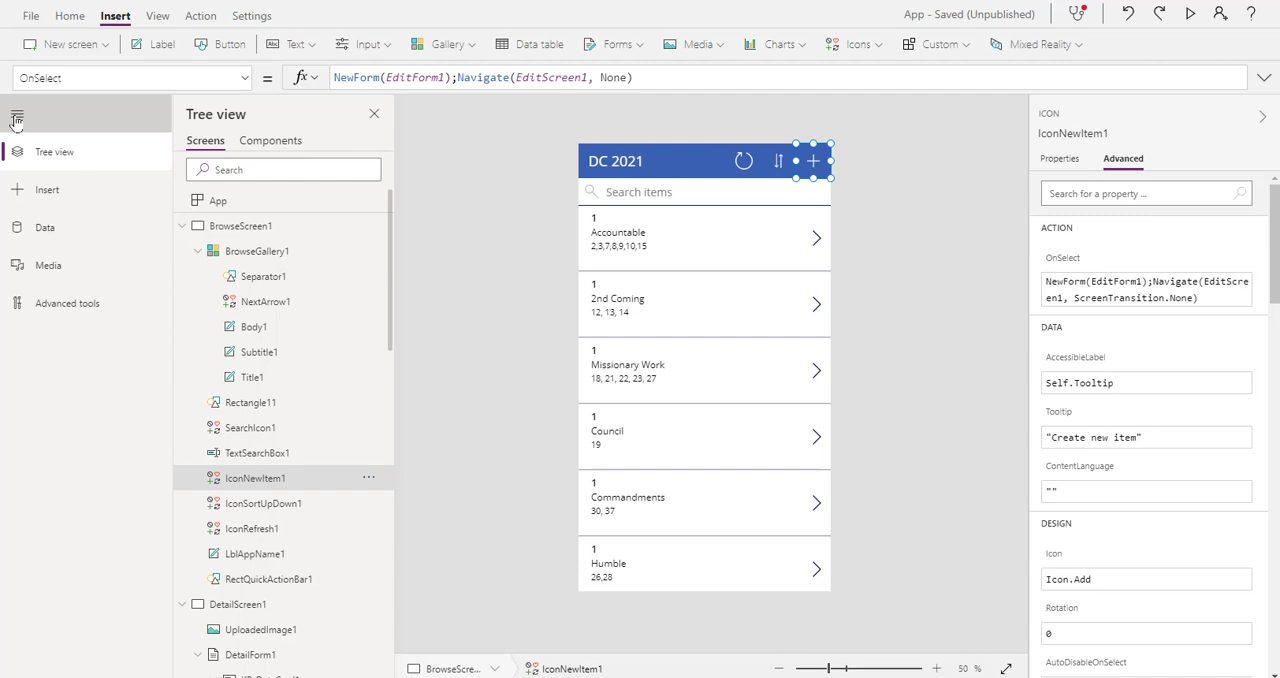 File Home Insert View Action Settings App - Saved (Unpublished)
New screen Label Button Text Input Gallery Data table Forms Media Charts Icons Custom Mixed Reality
OnSelect = fx NewForm(EditForm1);Navigate(EditScreen1, None)
Tree view
Insert
Data
Media
Advanced tools
Tree view
Screens Components
Search
App
BrowseScreen1
BrowseGallery1
Separator1
NextArrow1
Body1
Subtitle1
Title1
Rectangle11
SearchIcon1
TextSearchBox1
IconNewItem1
IconSortUpDown1
IconRefresh1
LblAppName1
RectQuickActionBar1
DetailScreen1
UploadedImage1
DetailForm1
DC 2021
Search items
1
Accountable
2,3,7,8,9,10,15
1
2nd Coming
12, 13, 14
1
Missionary Work
18, 21, 22, 23, 27
1
Council
19
1
Commandments
30, 37
1
Humble
26,28
BrowseScre... IconNewItem1 50 %
ICON
IconNewItem1
Properties Advanced
Search for a property ...
ACTION
OnSelect
NewForm(EditForm1);Navigate(EditScre
en1, ScreenTransition.None)
DATA
AccessibleLabel
Self.Tooltip
Tooltip
"Create new item"
ContentLanguage
""
DESIGN
Icon
Icon.Add
Rotation
0
AutoDisableOnSelect